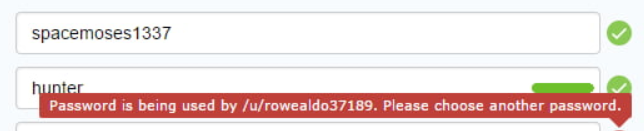 spacemoses1337
hunter
Password is being used by /u/rowealdo37189. Please choose another password.